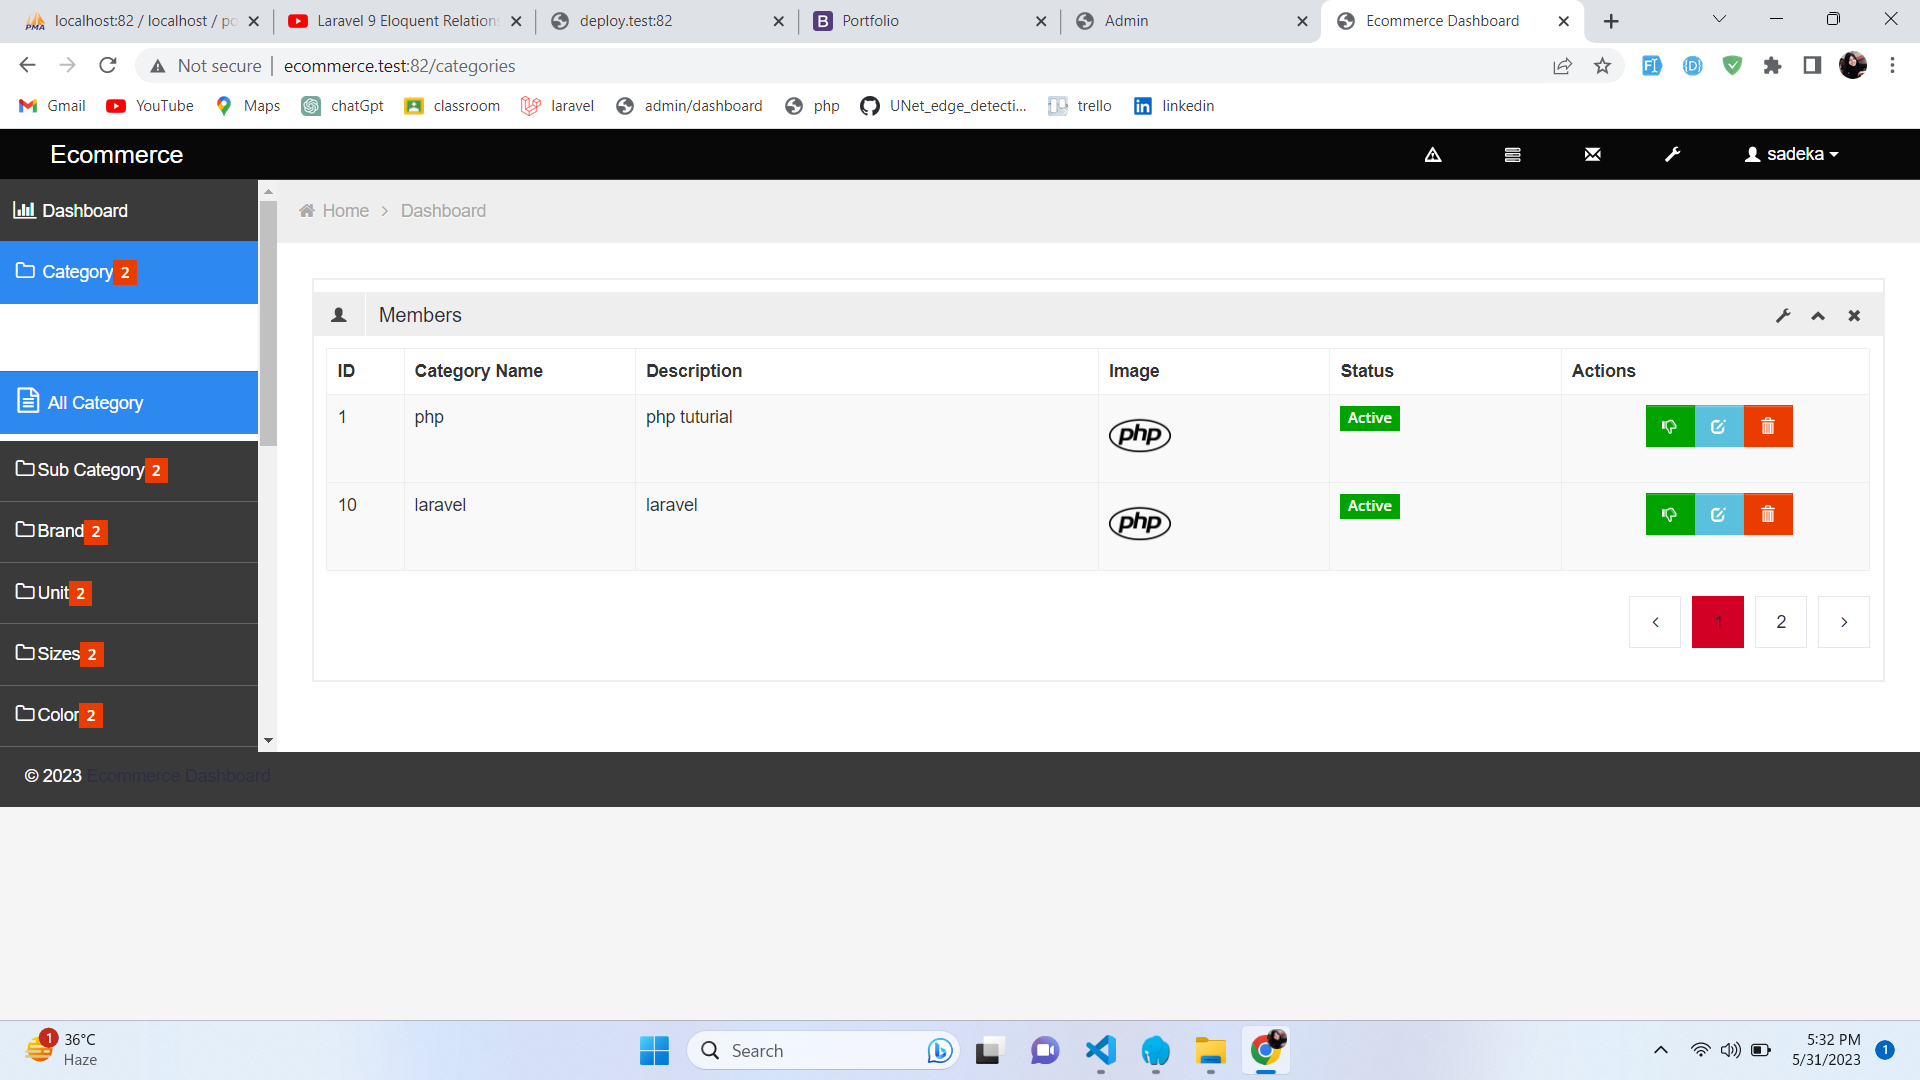 localhost:82 / localhost / po
Laravel 9 Eloquent Relations
deploy.test:82
Portfolio
Admin
Ecommerce Dashboard
Not secure
ecommerce.test:82/categories
Gmail
YouTube
Maps
chatGpt
classroom
laravel
admin/dashboard
php
UNet_edge_detecti...
trello
linkedin
Ecommerce
sadeka
Dashboard
Home
Dashboard
Category 2
Members
ID Category Name Description Image Status Actions
All Category
1 php php tuturial php Active
Sub Category 2
10 laravel laravel php Active
Brand 2
Unit 2
1 2
Sizes 2
Color 2
© 2023 Ecommerce Dashboard
1
36°C
Haze
Search
5:32 PM
5/31/2023
1